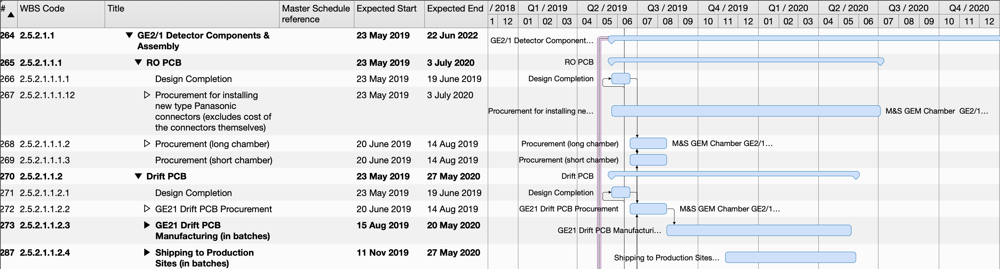 # WBS Code Title Master Schedule reference Expected Start Expected End / 2018 Q1 / 2019 Q2 / 2019 Q3 / 2019 Q4 / 2019 Q1 / 2020 Q2 / 2020 Q3 / 2020 Q4 / 2020
1 12 01 02 03 04 05 06 07 08 09 10 11 12 01 02 03 04 05 06 07 08 09 10 11 12
264 2.5.2.1.1 GE2/1 Detector Components & 23 May 2019 22 Jun 2022 GE2/1 Detector Component…
Assembly
265 2.5.2.1.1.1 RO PCB 23 May 2019 3 July 2020 RO PCB
266 2.5.2.1.1.1.1 Design Completion 23 May 2019 19 June 2019 Design Completion
267 2.5.2.1.1.1.12 Procurement for installing 23 May 2019 3 July 2020
new type Panasonic
connectors (excludes cost of Procurement for installing ne… M&S GEM Chamber GE2/1…
the connectors themselves)
268 2.5.2.1.1.1.2 Procurement (long chamber) 20 June 2019 14 Aug 2019 Procurement (long chamber) M&S GEM Chamber GE2/1…
269 2.5.2.1.1.1.3 Procurement (short chamber) 20 June 2019 14 Aug 2019 Procurement (short chamber)
270 2.5.2.1.1.2 Drift PCB 23 May 2019 27 May 2020 Drift PCB
271 2.5.2.1.1.2.1 Design Completion 23 May 2019 19 June 2019 Design Completion
272 2.5.2.1.1.2.2 GE21 Drift PCB Procurement 20 June 2019 14 Aug 2019 GE21 Drift PCB Procurement M&S GEM Chamber GE2/1…
273 2.5.2.1.1.2.3 GE21 Drift PCB 15 Aug 2019 20 May 2020 GE21 Drift PCB Manufacturi…
Manufacturing (in batches)
287 2.5.2.1.1.2.4 Shipping to Production 11 Nov 2019 27 May 2020 Shipping to Production Sites…
Sites (in batches)